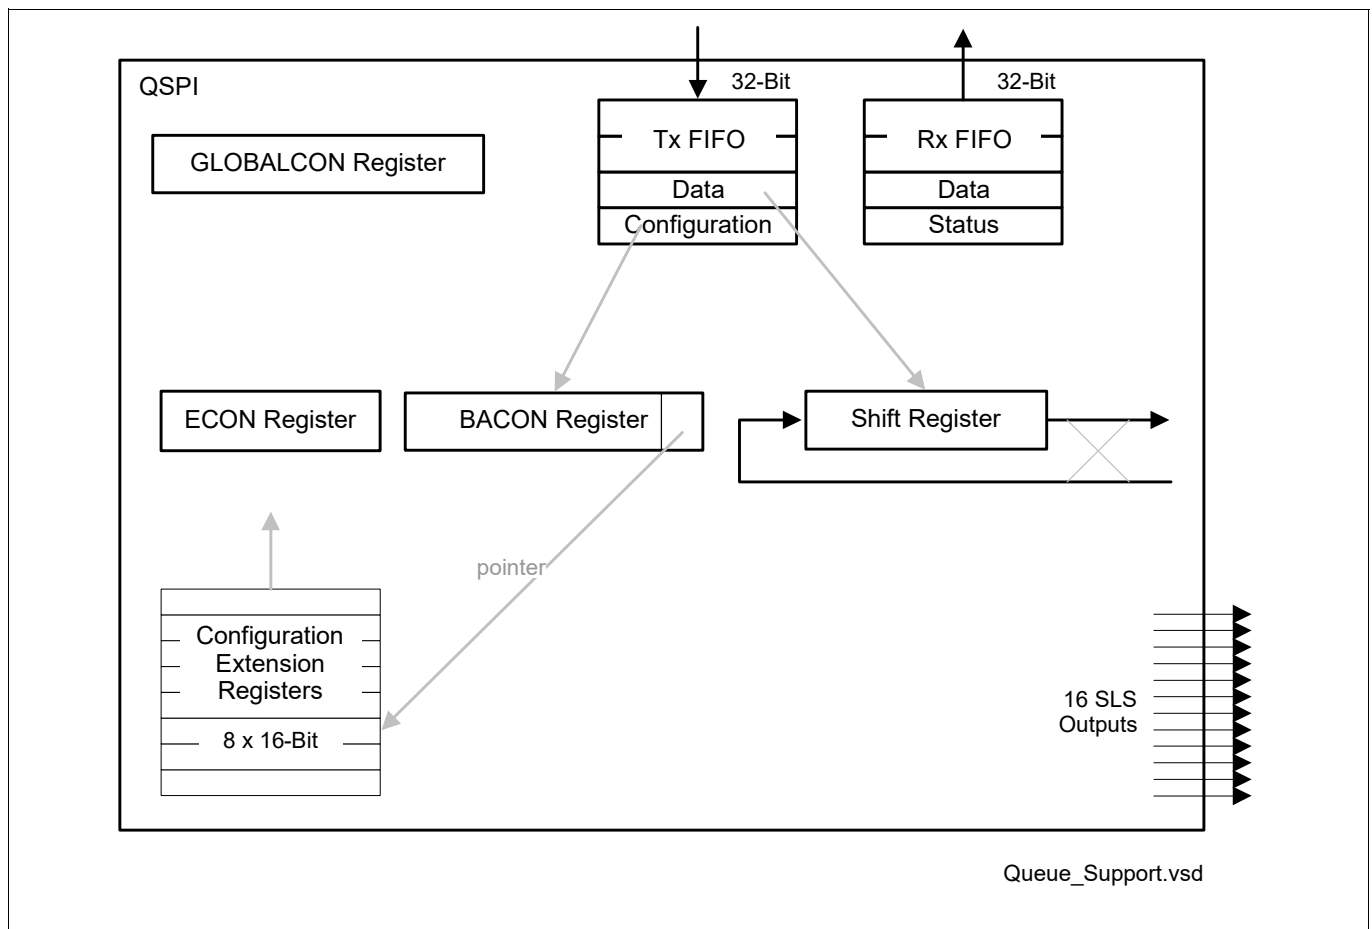 QSPI
32-Bit
32-Bit
GLOBALCON Register
Tx FIFO
Rx FIFO
Data
Data
Configuration
Status
ECON Register
BACON Register
Shift Register
pointer
Configuration
Extension
Registers
8 x 16-Bit
16 SLS
Outputs
Queue_Support.vsd